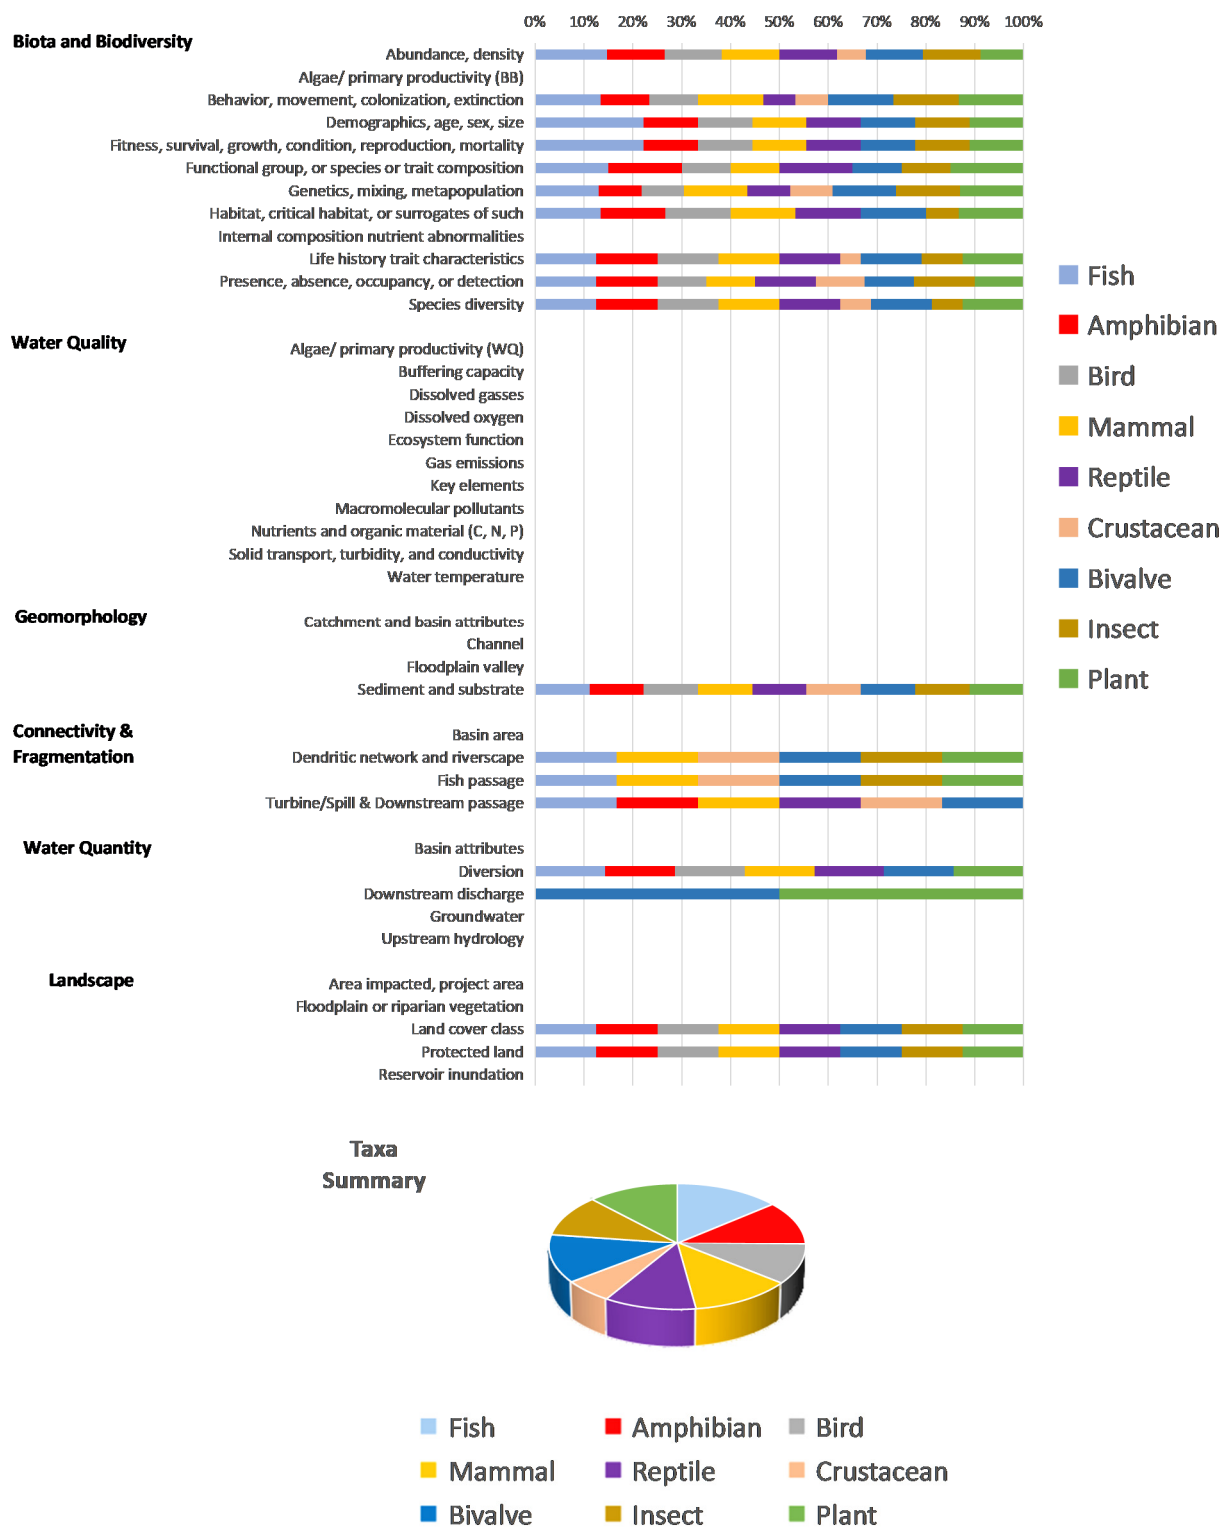 0% 10% 20% 30% 40% 50% 60% 70% 80% 90% 100%
Biota and Biodiversity
Abundance, density
Algae/ primary productivity (BB)
Behavior, movement, colonization, extinction
Demographics, age, sex, size
Fitness, survival, growth, condition, reproduction, mortality
Functional group, or species or trait composition
Genetics, mixing, metapopulation
Habitat, critical habitat, or surrogates of such
Internal composition nutrient abnormalities
Life history trait characteristics
Presence, absence, occupancy, or detection
Species diversity
Water Quality
Algae/ primary productivity (WQ)
Buffering capacity
Dissolved gasses
Dissolved oxygen
Ecosystem function
Gas emissions
Key elements
Macromolecular pollutants
Nutrients and organic material (C, N, P)
Solid transport, turbidity, and conductivity
Water temperature
Geomorphology
Catchment and basin attributes
Channel
Floodplain valley
Sediment and substrate
Connectivity &
Fragmentation
Basin area
Dendritic network and riverscape
Fish passage
Turbine/Spill & Downstream passage
Water Quantity
Basin attributes
Diversion
Downstream discharge
Groundwater
Upstream hydrology
Landscape
Area impacted, project area
Floodplain or riparian vegetation
Land cover class
Protected land
Reservoir inundation
Fish
Amphibian
Bird
Mammal
Reptile
Crustacean
Bivalve
Insect
Plant
Taxa
Summary
Fish Amphibian Bird
Mammal Reptile Crustacean
Bivalve Insect Plant